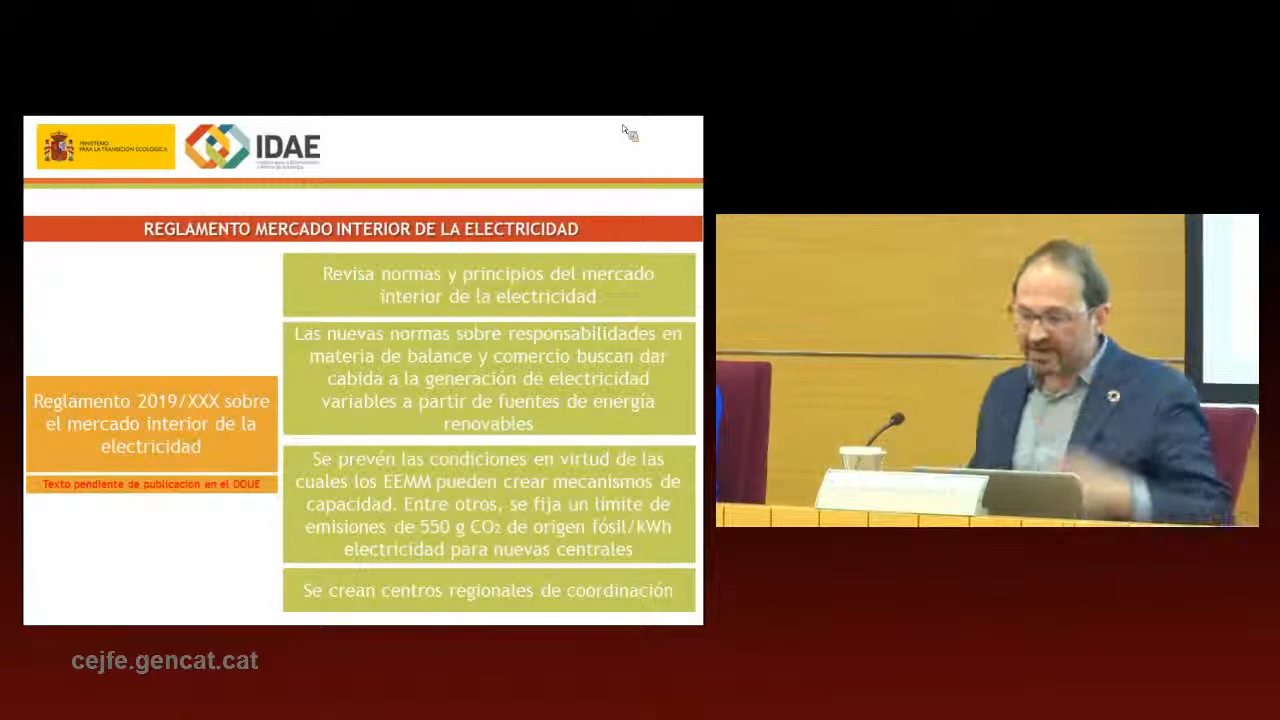 MINISTERIO
PARA LA TRANSICIÓN ECOLÓGICA
IDAE
REGLAMENTO MERCADO INTERIOR DE LA ELECTRICIDAD
Reglamento 2019/XXX sobre
el mercado interior de la
electricidad
Texto pendiente de publicación en el DOUE
Revisa normas y principios del mercado
interior de la electricidad
Las nuevas normas sobre responsabilidades en
materia de balance y comercio buscan dar
cabida a la generación de electricidad
variables a partir de fuentes de energía
renovables
Se prevén las condiciones en virtud de las
cuales los EEMM pueden crear mecanismos de
capacidad. Entre otros, se fija un límite de
emisiones de 550 g CO₂ de origen fósil/kWh
electricidad para nuevas centrales
Se crean centros regionales de coordinación
cejfe.gencat.cat